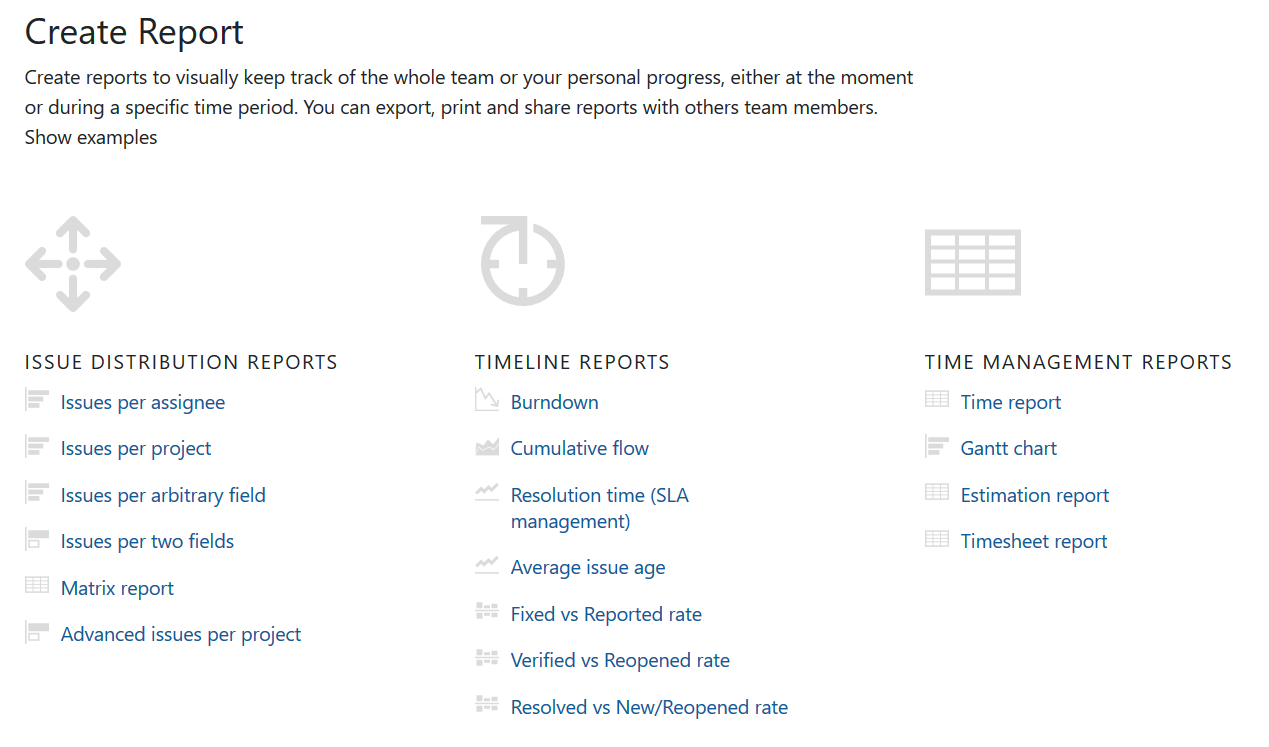 Create Report
Create reports to visually keep track of the whole team or your personal progress, either at the moment
or during a specific time period. You can export, print and share reports with others team members.
Show examples
ISSUE DISTRIBUTION REPORTS
Issues per assignee
Issues per project
Issues per arbitrary field
Issues per two fields
Matrix report
Advanced issues per project
TIMELINE REPORTS
Burndown
Cumulative flow
Resolution time (SLA
management)
Average issue age
Fixed vs Reported rate
Verified vs Reopened rate
Resolved vs New/Reopened rate
TIME MANAGEMENT REPORTS
Time report
Gantt chart
Estimation report
Timesheet report